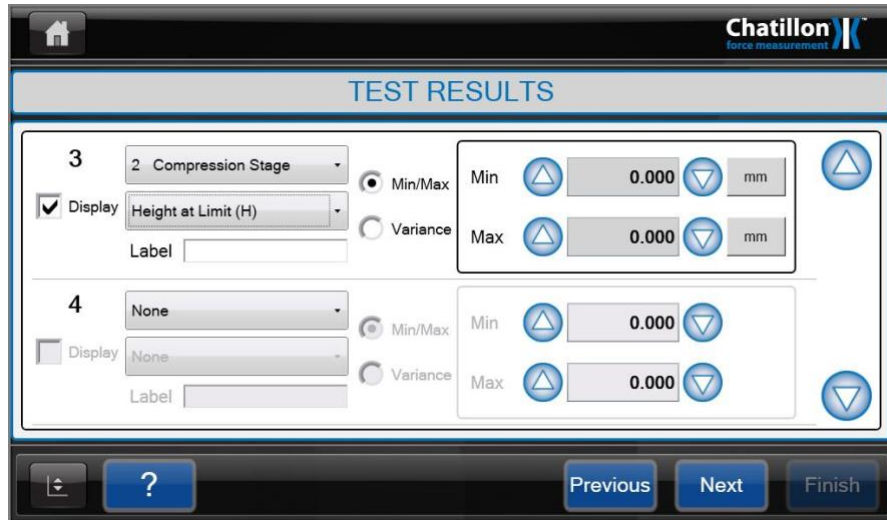 Chatillon
force measurement
TEST RESULTS
3
2 Compression Stage
Display
Height at Limit (H)
Label
Min/Max
Variance
Min 0.000 mm
Max 0.000 mm
4
None
Display
None
Label
Min/Max
Variance
Min 0.000
Max 0.000
?
Previous
Next
Finish